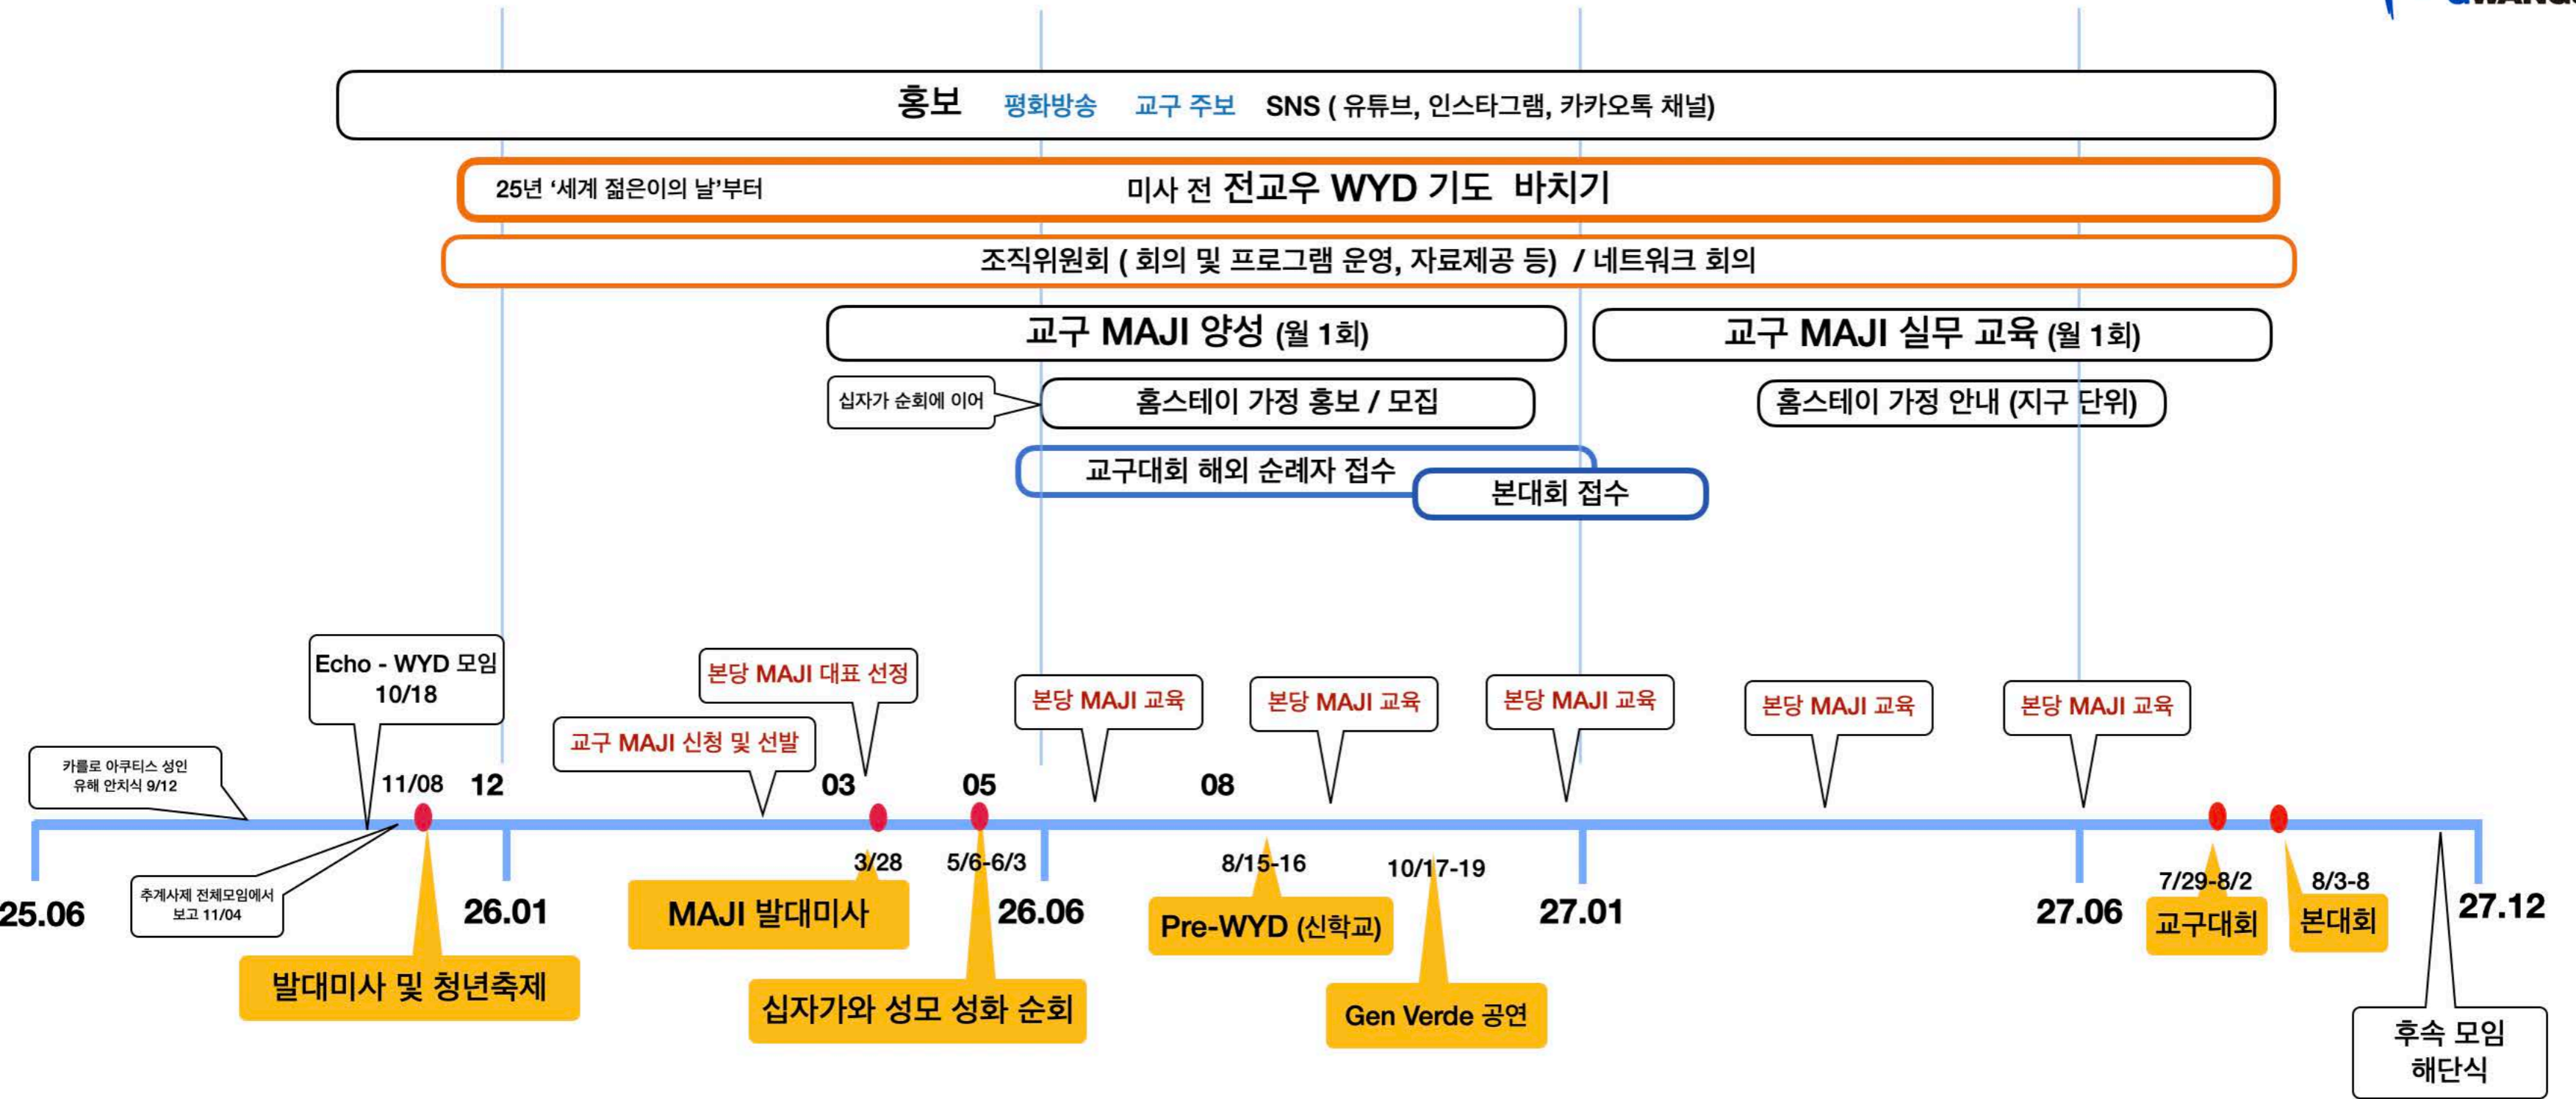 홍보 평화방송 교구 주보 SNS ( 유튜브, 인스타그램, 카카오톡 채널)
25년 ‘세계 젊은이의 날’부터 미사 전 전교우 WYD 기도 바치기
조직위원회 ( 회의 및 프로그램 운영, 자료제공 등) / 네트워크 회의
교구 MAJI 양성 (월 1회)
교구 MAJI 실무 교육 (월 1회)
십자가 순회에 이어
홈스테이 가정 홍보 / 모집
홈스테이 가정 안내 (지구 단위)
교구대회 해외 순례자 접수
본대회 접수
Echo - WYD 모임
10/18
본당 MAJI 대표 선정
교구 MAJI 신청 및 선발
본당 MAJI 교육
본당 MAJI 교육
본당 MAJI 교육
본당 MAJI 교육
본당 MAJI 교육
카를로 아쿠티스 성인
유해 안치식 9/12
11/08
12
03
05
08
3/28
5/6-6/3
8/15-16
10/17-19
7/29-8/2
8/3-8
추계사제 전체모임에서
보고 11/04
25.06
26.01
26.06
27.01
27.06
27.12
MAJI 발대미사
Pre-WYD (신학교)
교구대회
본대회
발대미사 및 청년축제
십자가와 성모 성화 순회
Gen Verde 공연
후속 모임
해단식